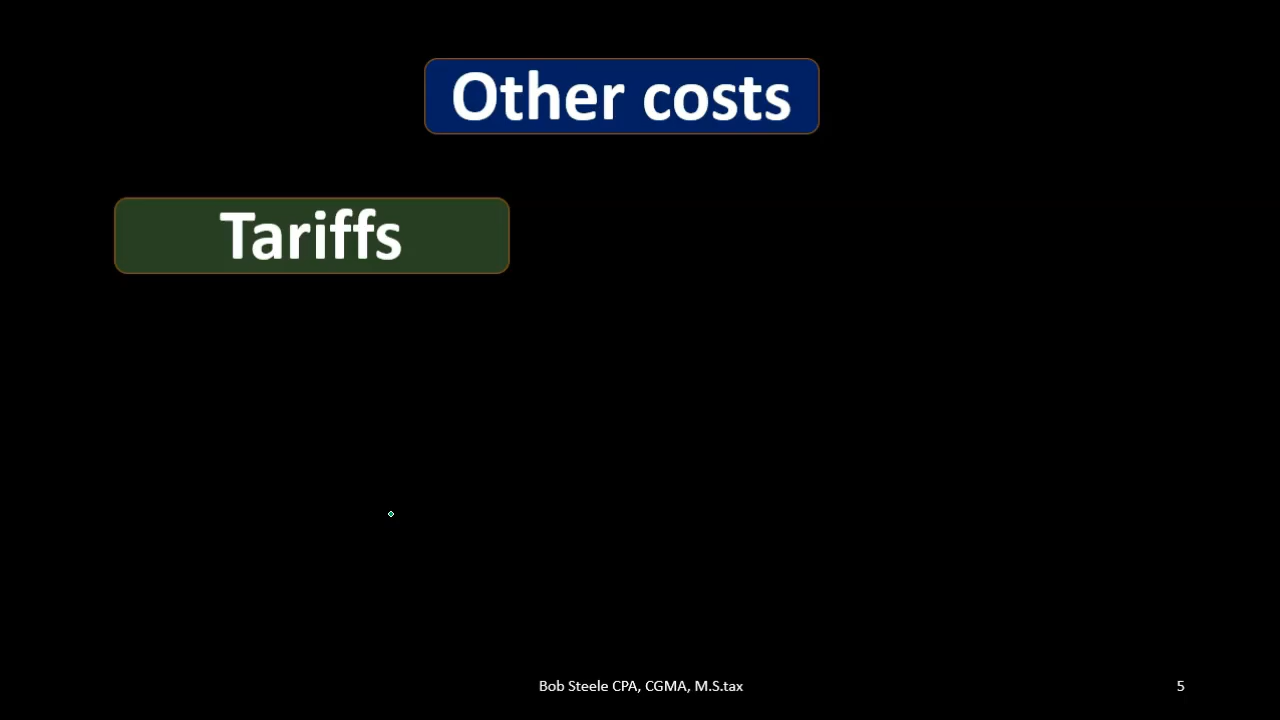 Other costs
Tariffs
Bob Steele CPA, CGMA, M.S.tax
5